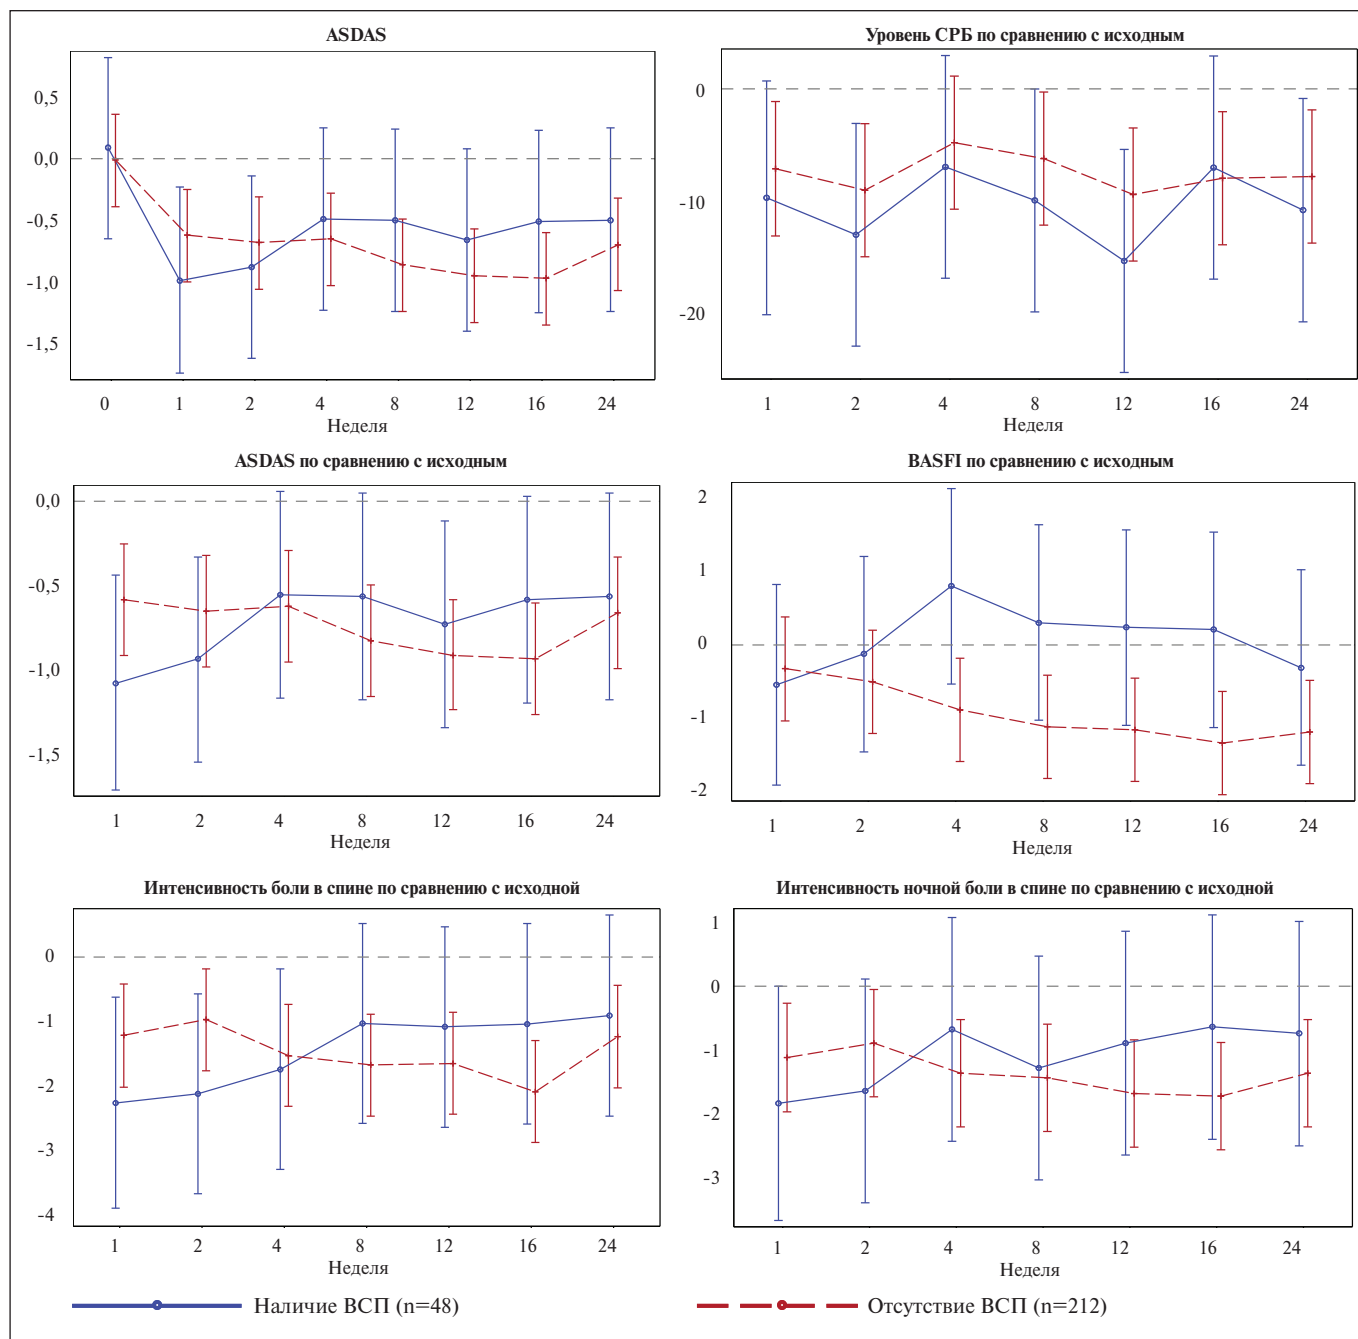 ASDAS
0,5
0,0
-0,5
-1,0
-1,5
0 1 2 4 8 12 16 24
Неделя
Уровень СРБ по сравнению с исходным
0
-10
-20
1 2 4 8 12 16 24
Неделя
ASDAS по сравнению с исходным
0,0
-0,5
-1,0
-1,5
1 2 4 8 12 16 24
Неделя
BASFI по сравнению с исходным
2
1
0
-1
-2
1 2 4 8 12 16 24
Неделя
Интенсивность боли в спине по сравнению с исходной
0
-1
-2
-3
-4
1 2 4 8 12 16 24
Неделя
Интенсивность ночной боли в спине по сравнению с исходной
1
0
-1
-2
-3
1 2 4 8 12 16 24
Неделя
Наличие ВСП (n=48)
Отсутствие ВСП (n=212)